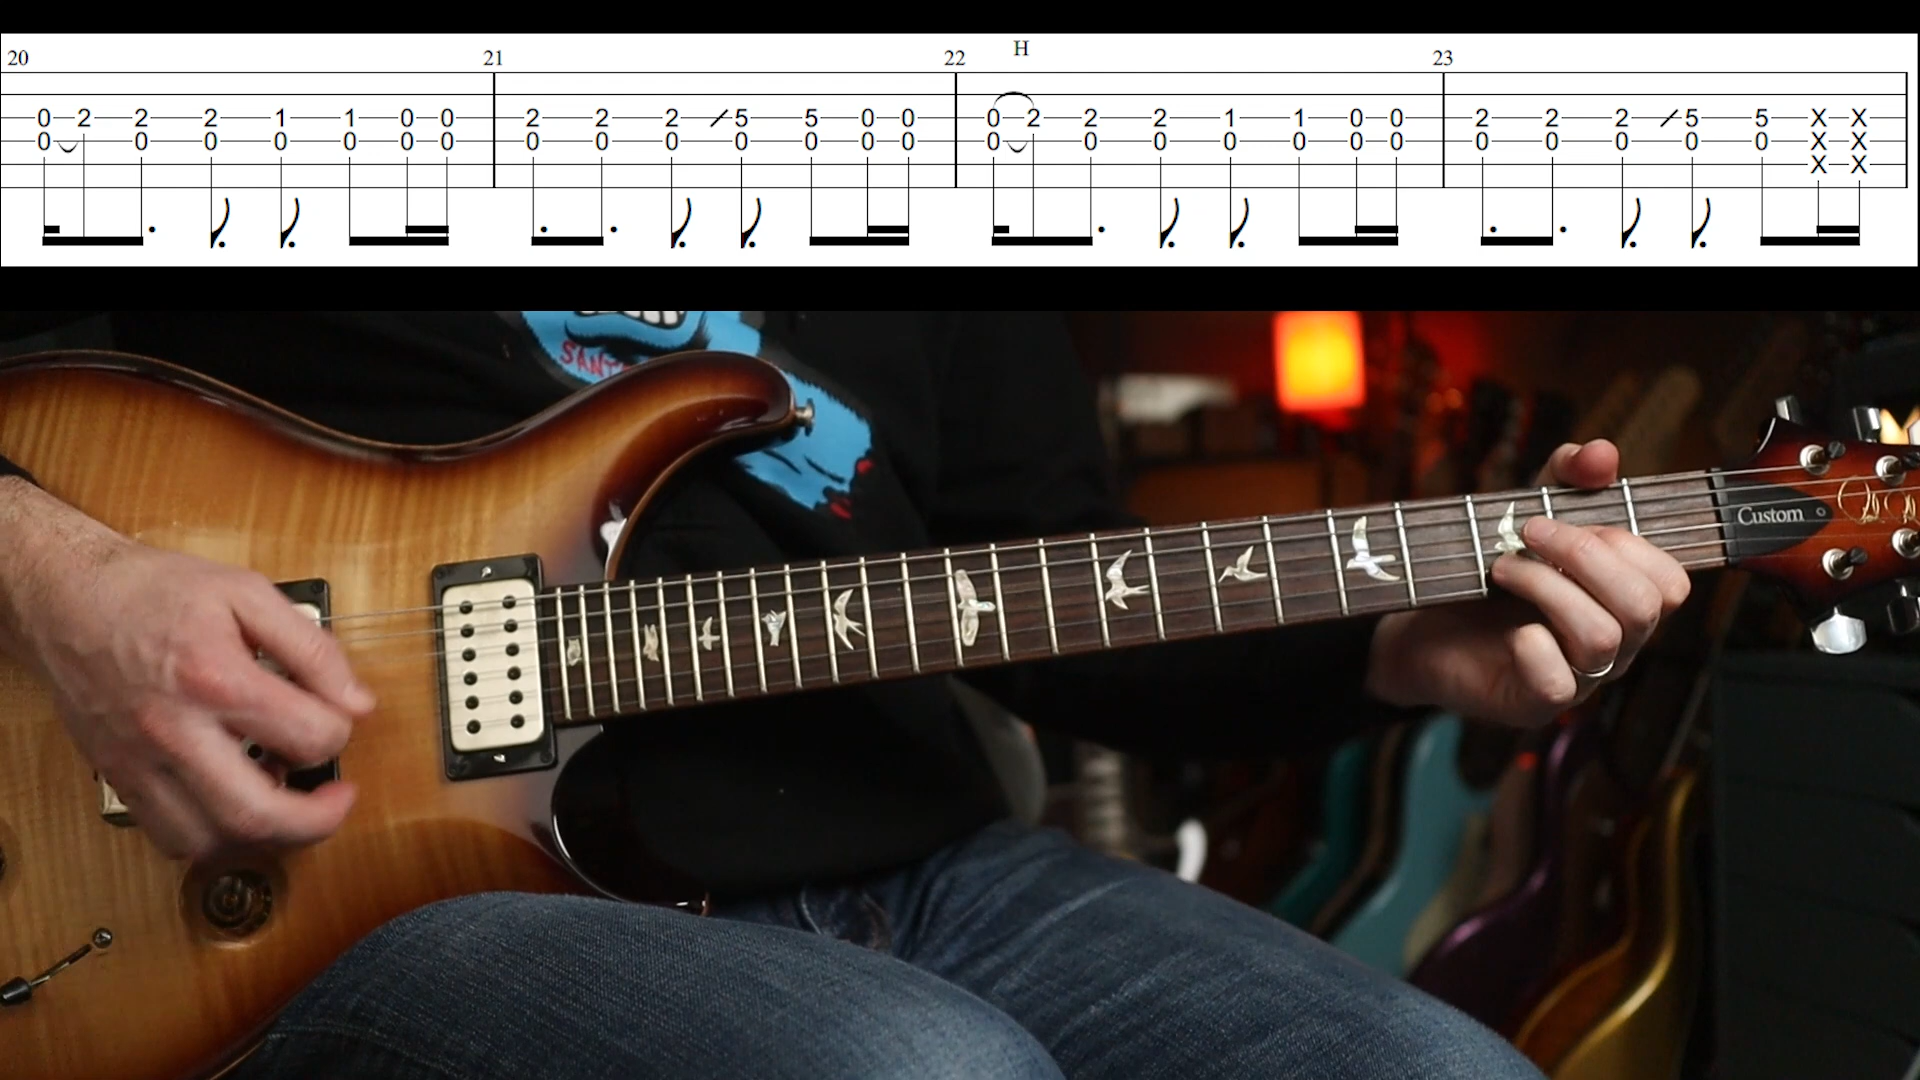 20 21 22 H 23
0 2 2 2 1 1 0 0 2 2 2 5 5 0 0 0 2 2 2 1 1 0 0 2 2 2 5 5 X X
0 0 0 0 0 0 0 0 0 0 0 0 0 0 0 0 0 0 0 0 0 0 0 0 0 0 X X
X X
SANT
Custom